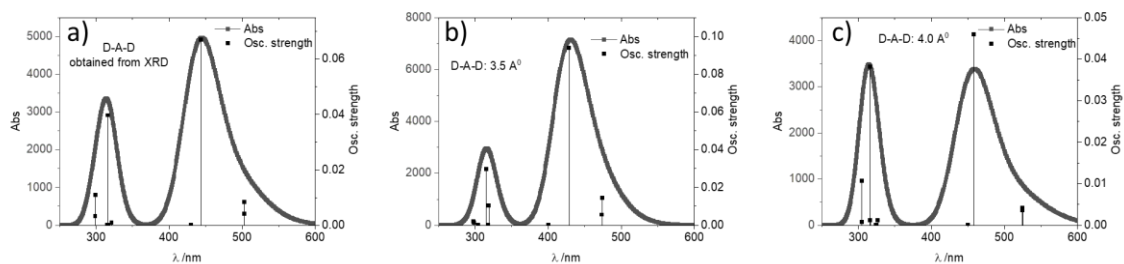 a)
D-A-D
obtained from XRD
Abs
Osc. strength
5000
4000
3000
2000
1000
0
Abs
0.06
0.04
0.02
0.00
Osc. strength
300 400 500 600
λ /nm
b)
D-A-D: 3.5 A⁰
Abs
Osc. strength
8000
6000
4000
2000
0
Abs
0.10
0.08
0.06
0.04
0.02
0.00
Osc. strength
300 400 500 600
λ /nm
c)
D-A-D: 4.0 A⁰
Abs
Osc. strength
4000
3000
2000
1000
0
Abs
0.05
0.04
0.03
0.02
0.01
0.00
Osc. strength
300 400 500 600
λ /nm